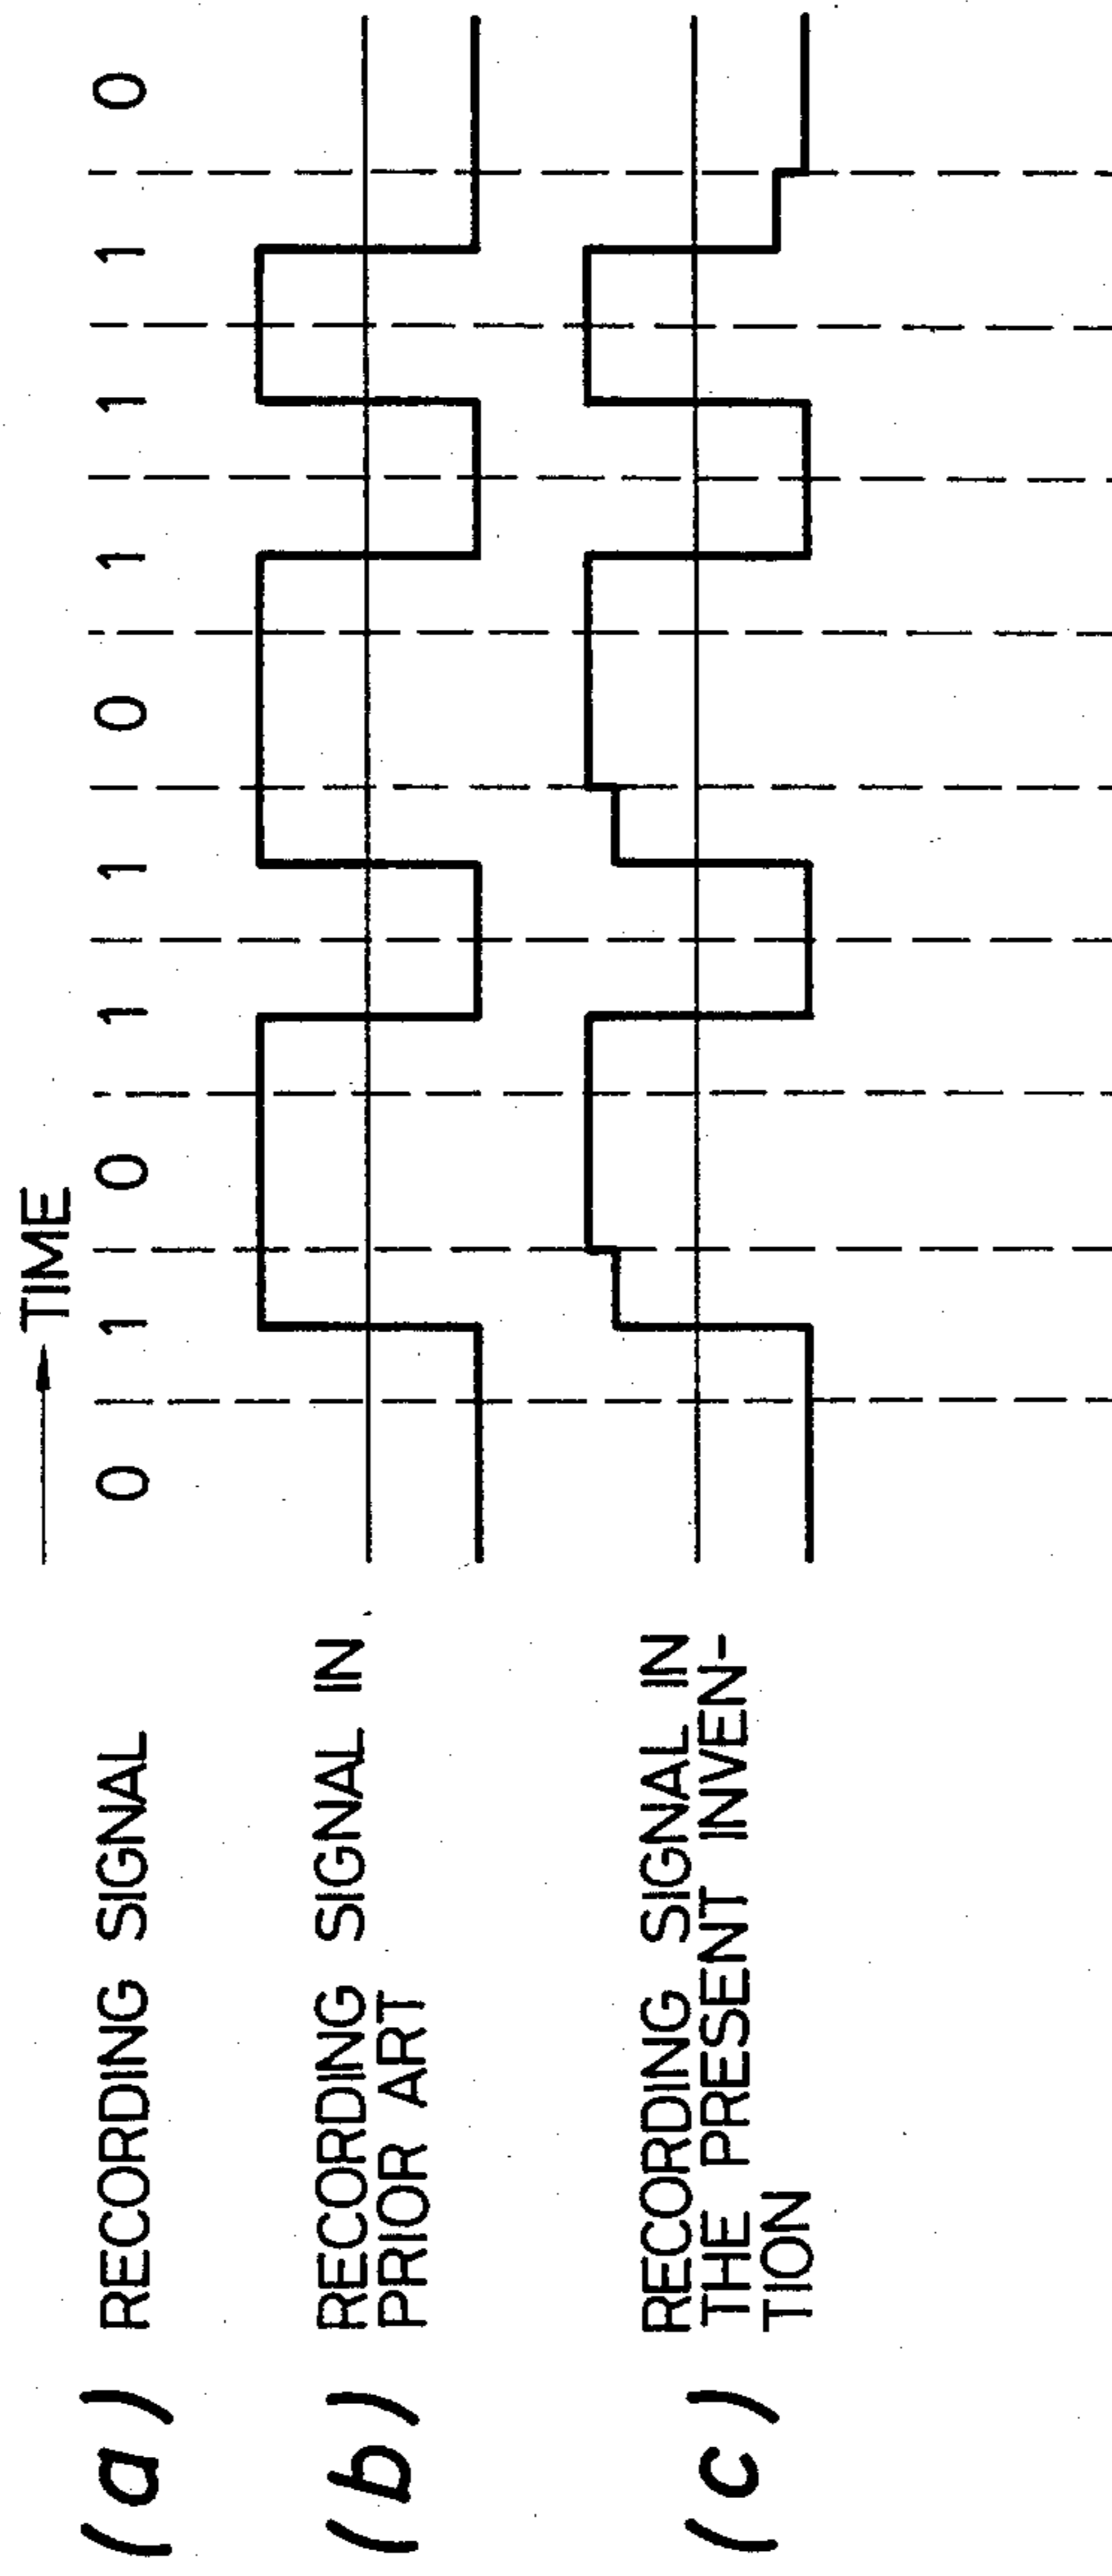 TIME
(a) RECORDING SIGNAL 0 1 0 1 1 0 1 1 1 0
(b) RECORDING SIGNAL IN
PRIOR ART
(c) RECORDING SIGNAL IN
THE PRESENT INVEN-
TION